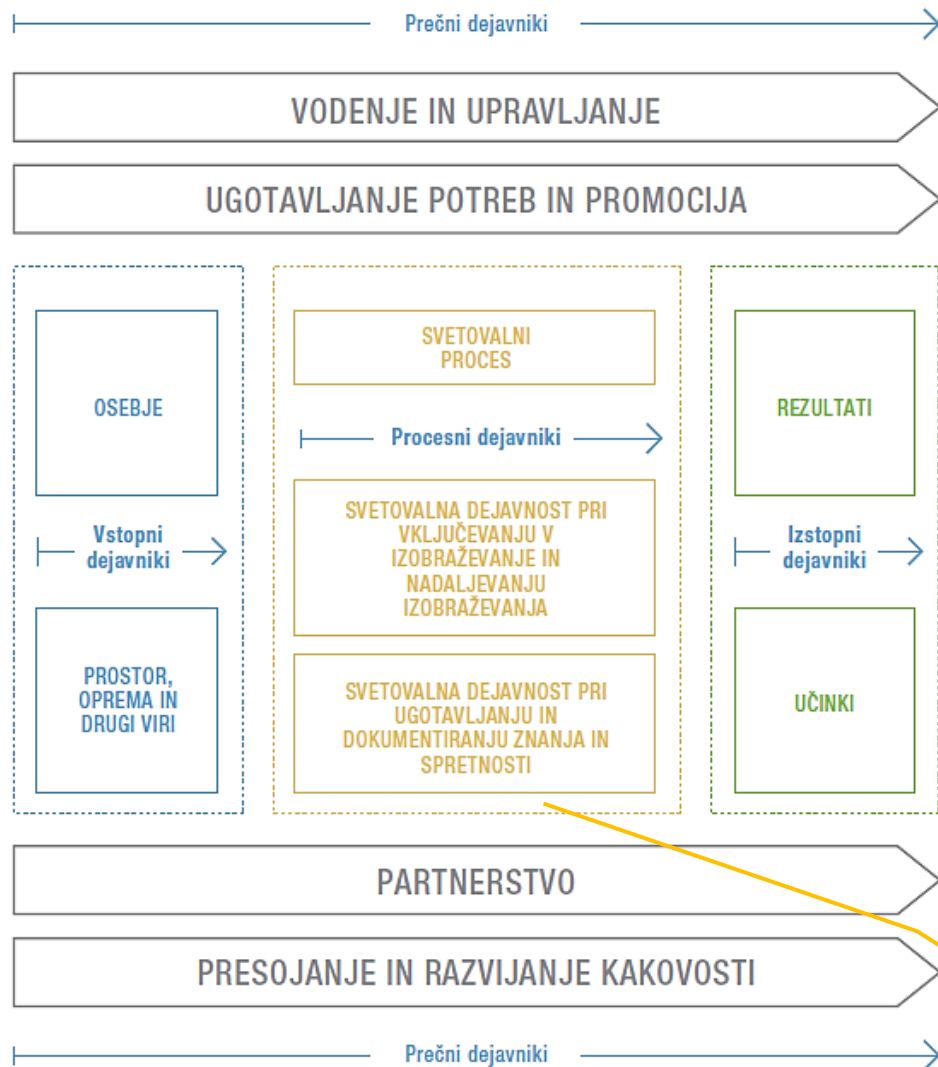 Prečni dejavniki
VODENJE IN UPRAVLJANJE
UGOTAVLJANJE POTREB IN PROMOCIJA
OSEBJE
Vstopni
dejavniki
PROSTOR,
OPREMA IN
DRUGI VIRI
SVETOVALNI
PROCES
Procesni dejavniki
SVETOVALNA DEJAVNOST PRI
VKLJUČEVANJU V
IZOBRAŽEVANJE IN
NADALJEVANJU
IZOBRAŽEVANJA
SVETOVALNA DEJAVNOST PRI
UGOTAVLJANJU IN
DOKUMENTIRANJU ZNANJA IN
SPRETNOSTI
REZULTATI
Izstopni
dejavniki
UČINKI
PARTNERSTVO
PRESOJANJE IN RAZVIJANJE KAKOVOSTI
Prečni dejavniki